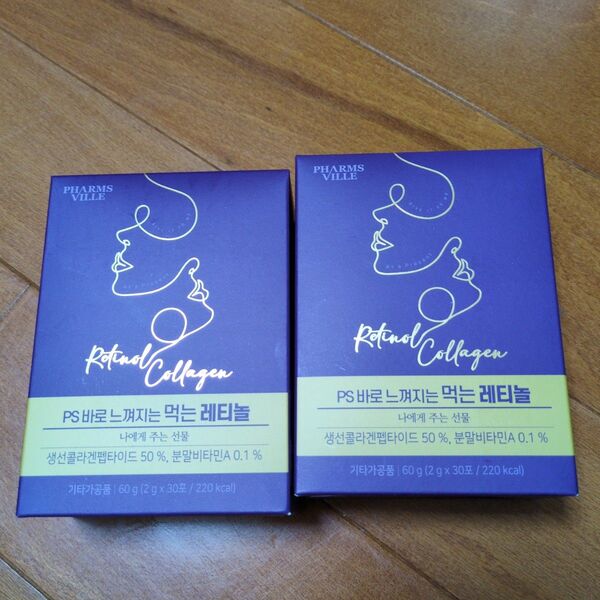 PHARMS
VILLE
Retinol
Collagen
PS 바로 느껴지는 먹는 레티놀
나에게 주는 선물
생선콜라겐펩타이드 50 %, 분말비타민A 0.1 %
기타가공품 | 60 g (2 g x 30포 / 220 kcal)
PHARMS
VILLE
Retinol
Collagen
PS 바로 느껴지는 먹는 레티놀
나에게 주는 선물
생선콜라겐펩타이드 50 %, 분말비타민A 0.1 %
기타가공품 | 60 g (2 g x 30포 / 220 kcal)